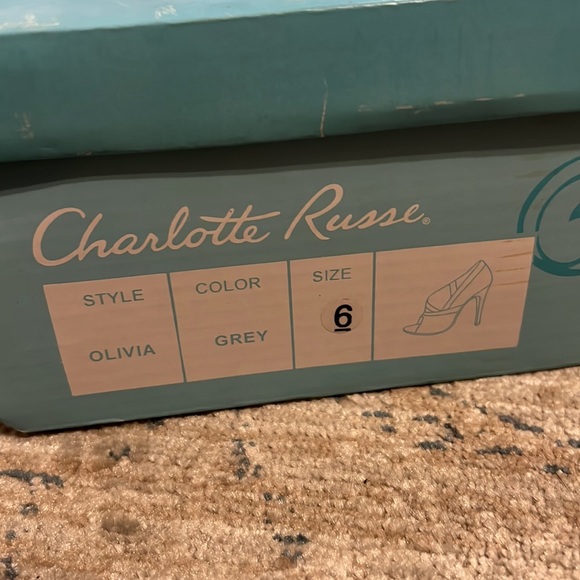 Charlotte Russe®
STYLE COLOR SIZE
OLIVIA GREY 6